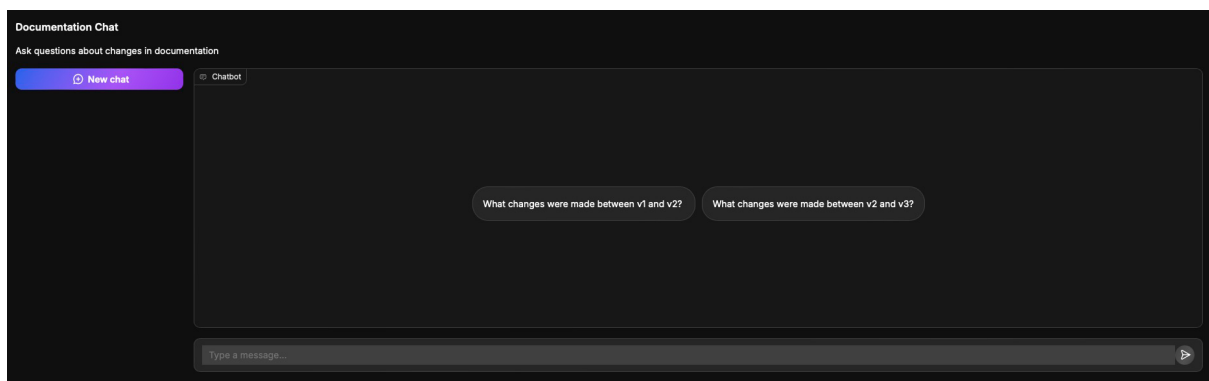 Documentation Chat
Ask questions about changes in documentation
New chat
Chatbot
What changes were made between v1 and v2?
What changes were made between v2 and v3?
Type a message...